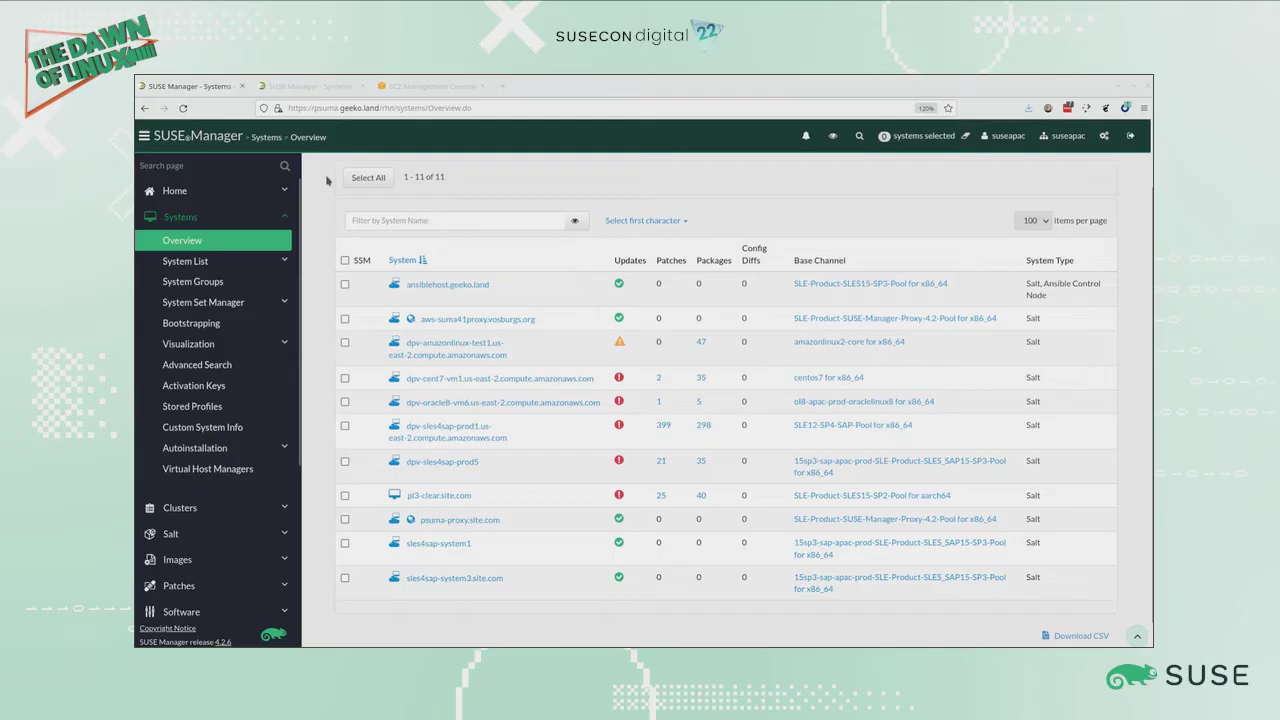 THE DAWN
OF LINUX
SUSECON digital 22
SUSE Manager - Systems -
SUSE Manager - Systems
EC2 Management Console
https://psuma.geeko.land/rhn/systems/Overview.do
120%
SUSE Manager > Systems > Overview
0 systems selected
suseapac
suseapac
Search page
Home
Systems
Overview
System List
System Groups
System Set Manager
Bootstrapping
Visualization
Advanced Search
Activation Keys
Stored Profiles
Custom System Info
Autoinstallation
Virtual Host Managers
Clusters
Salt
Images
Patches
Software
Copyright Notice
SUSE Manager release 4.2.6
Select All
1 - 11 of 11
Filter by System Name:
Select first character
100 items per page
SSM System Updates Patches Packages Config Diffs Base Channel System Type
ansiblehost.geeko.land 0 0 0 SLE-Product-SLES15-SP3-Pool for x86_64 Salt, Ansible Control
Node
aws-suma41proxy.vosburgs.org 0 0 0 SLE-Product-SUSE-Manager-Proxy-4.2-Pool for x86_64 Salt
dpv-amazonlinux-test1.us- 0 47 0 amazonlinux2-core for x86_64 Salt
east-2.compute.amazonaws.com
dpv-cent7-vm1.us-east-2.compute.amazonaws.com 2 35 0 centos7 for x86_64 Salt
dpv-oracle8-vm6.us-east-2.compute.amazonaws.com 1 5 0 ol8-apac-prod-oraclelinux8 for x86_64 Salt
dpv-sles4sap-prod1.us- 399 298 0 SLE12-SP4-SAP-Pool for x86_64 Salt
east-2.compute.amazonaws.com
dpv-sles4sap-prod5 21 35 0 15sp3-sap-apac-prod-SLE-Product-SLES_SAP15-SP3-Pool Salt
for x86_64
pi3-clear.site.com 25 40 0 SLE-Product-SLES15-SP2-Pool for aarch64 Salt
psuma-proxy.site.com 0 0 0 SLE-Product-SUSE-Manager-Proxy-4.2-Pool for x86_64 Salt
sles4sap-system1 0 0 0 15sp3-sap-apac-prod-SLE-Product-SLES_SAP15-SP3-Pool Salt
for x86_64
sles4sap-system3.site.com 0 0 0 15sp3-sap-apac-prod-SLE-Product-SLES_SAP15-SP3-Pool Salt
for x86_64
Download CSV
SUSE